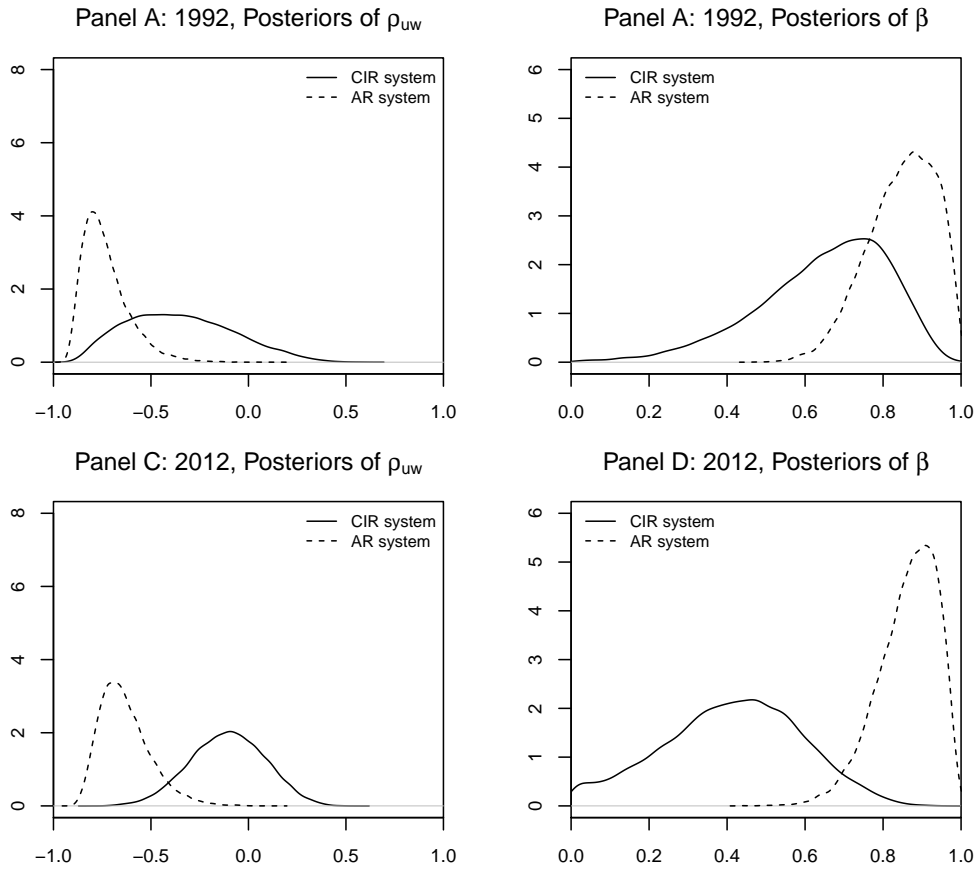 Panel A: 1992, Posteriors of ρuw
8
6
4
2
0
CIR system
AR system
−1.0 −0.5 0.0 0.5 1.0
Panel A: 1992, Posteriors of β
6
5
4
3
2
1
0
CIR system
AR system
0.0 0.2 0.4 0.6 0.8 1.0
Panel C: 2012, Posteriors of ρuw
8
6
4
2
0
CIR system
AR system
−1.0 −0.5 0.0 0.5 1.0
Panel D: 2012, Posteriors of β
6
5
4
3
2
1
0
CIR system
AR system
0.0 0.2 0.4 0.6 0.8 1.0